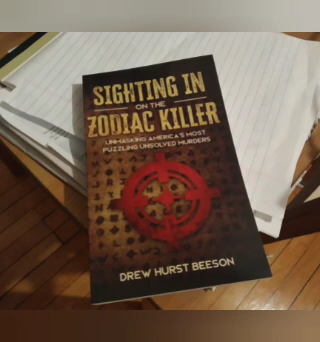 SIGHTING IN
ON THE
ZODIAC KILLER
UNMASKING AMERICA'S MOST
PUZZLING UNSOLVED MURDERS
DREW HURST BEESON